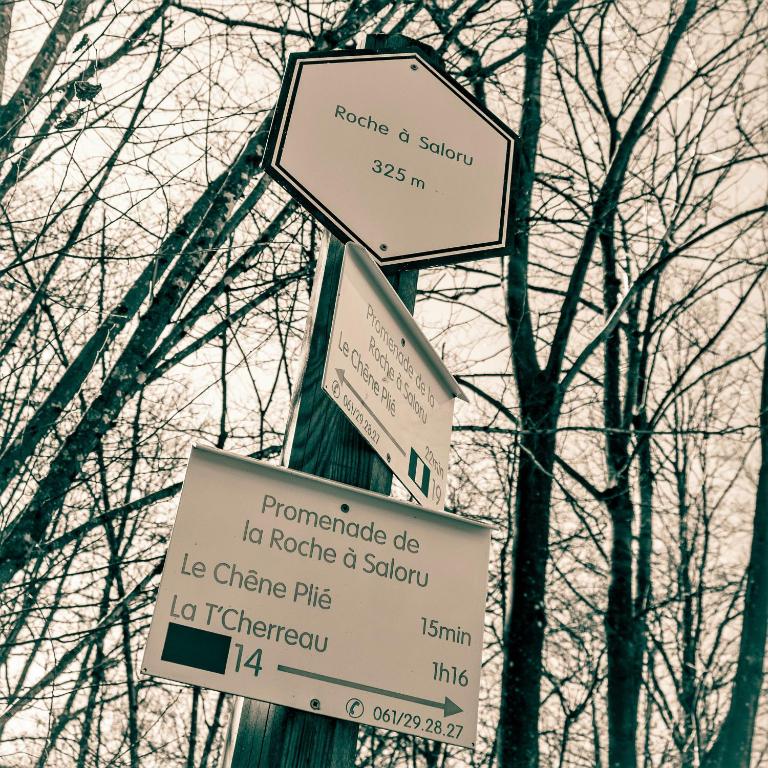 Roche à Saloru
325 m
Promenade de la
Roche à Saloru
Le Chêne Plié
20min
19
061/29.28.27
Promenade de
la Roche à Saloru
Le Chêne Plié
15min
La T'Cherreau
1h16
14
061/29.28.27